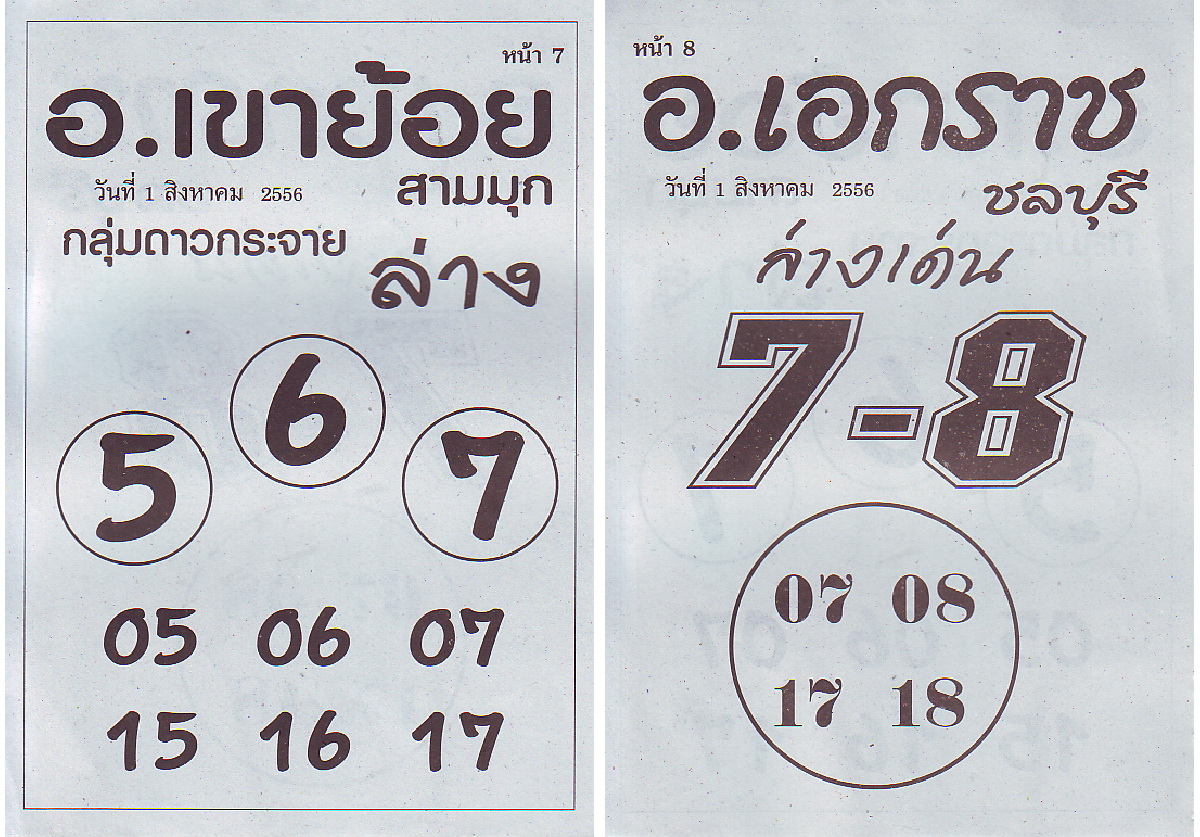 หน้า 7
อ.เขาย้อย
วันที่ 1 สิงหาคม 2556
สามมุก
กลุ่มดาวกระจาย
ล่าง
6
5 7
05 06 07
15 16 17
หน้า 8
อ.เอกราช
วันที่ 1 สิงหาคม 2556
ชลบุรี
ล่างเด่น
7-8
07 08
17 18